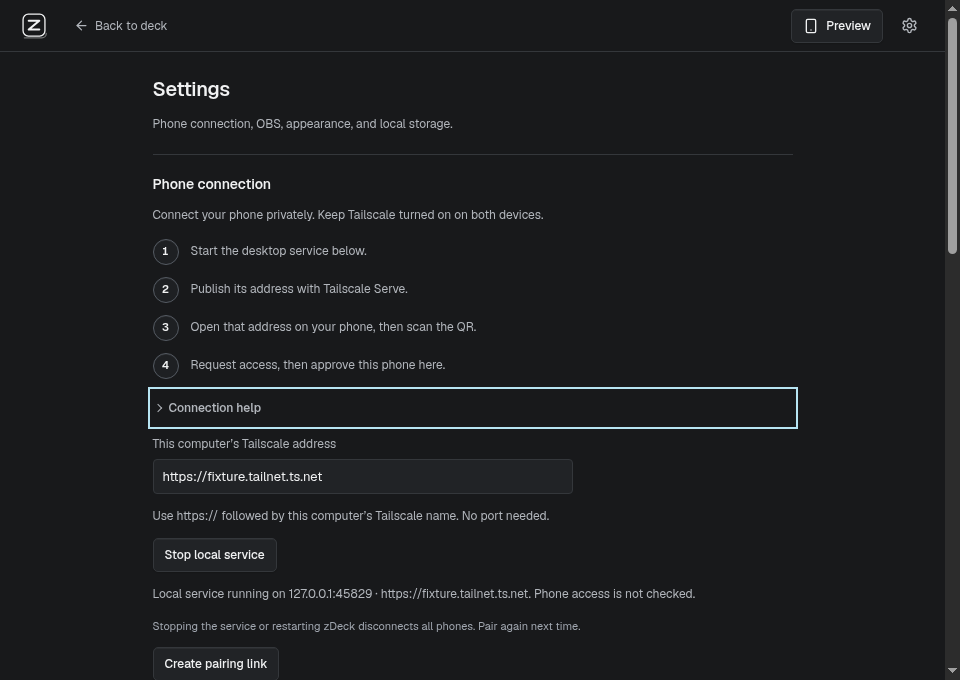 Z
Back to deck
Preview
Settings
Phone connection, OBS, appearance, and local storage.
Phone connection
Connect your phone privately. Keep Tailscale turned on on both devices.
1 Start the desktop service below.
2 Publish its address with Tailscale Serve.
3 Open that address on your phone, then scan the QR.
4 Request access, then approve this phone here.
Connection help
This computer's Tailscale address
https://fixture.tailnet.ts.net
Use https:// followed by this computer's Tailscale name. No port needed.
Stop local service
Local service running on 127.0.0.1:45829 · https://fixture.tailnet.ts.net. Phone access is not checked.
Stopping the service or restarting zDeck disconnects all phones. Pair again next time.
Create pairing link